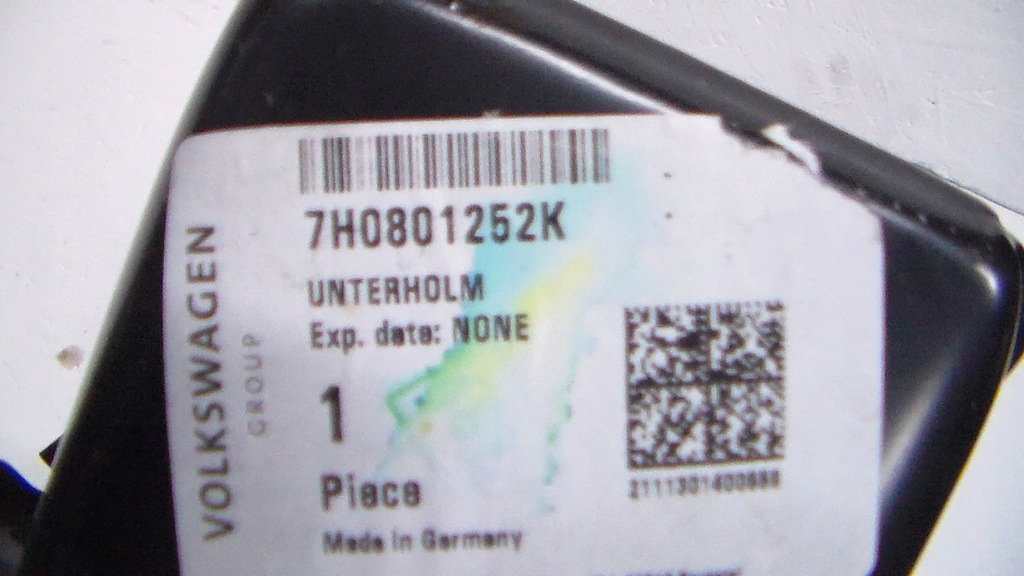 VOLKSWAGEN
GROUP
7H0801252K
UNTERHOLM
Exp. date: NONE
1
Piece
Made in Germany